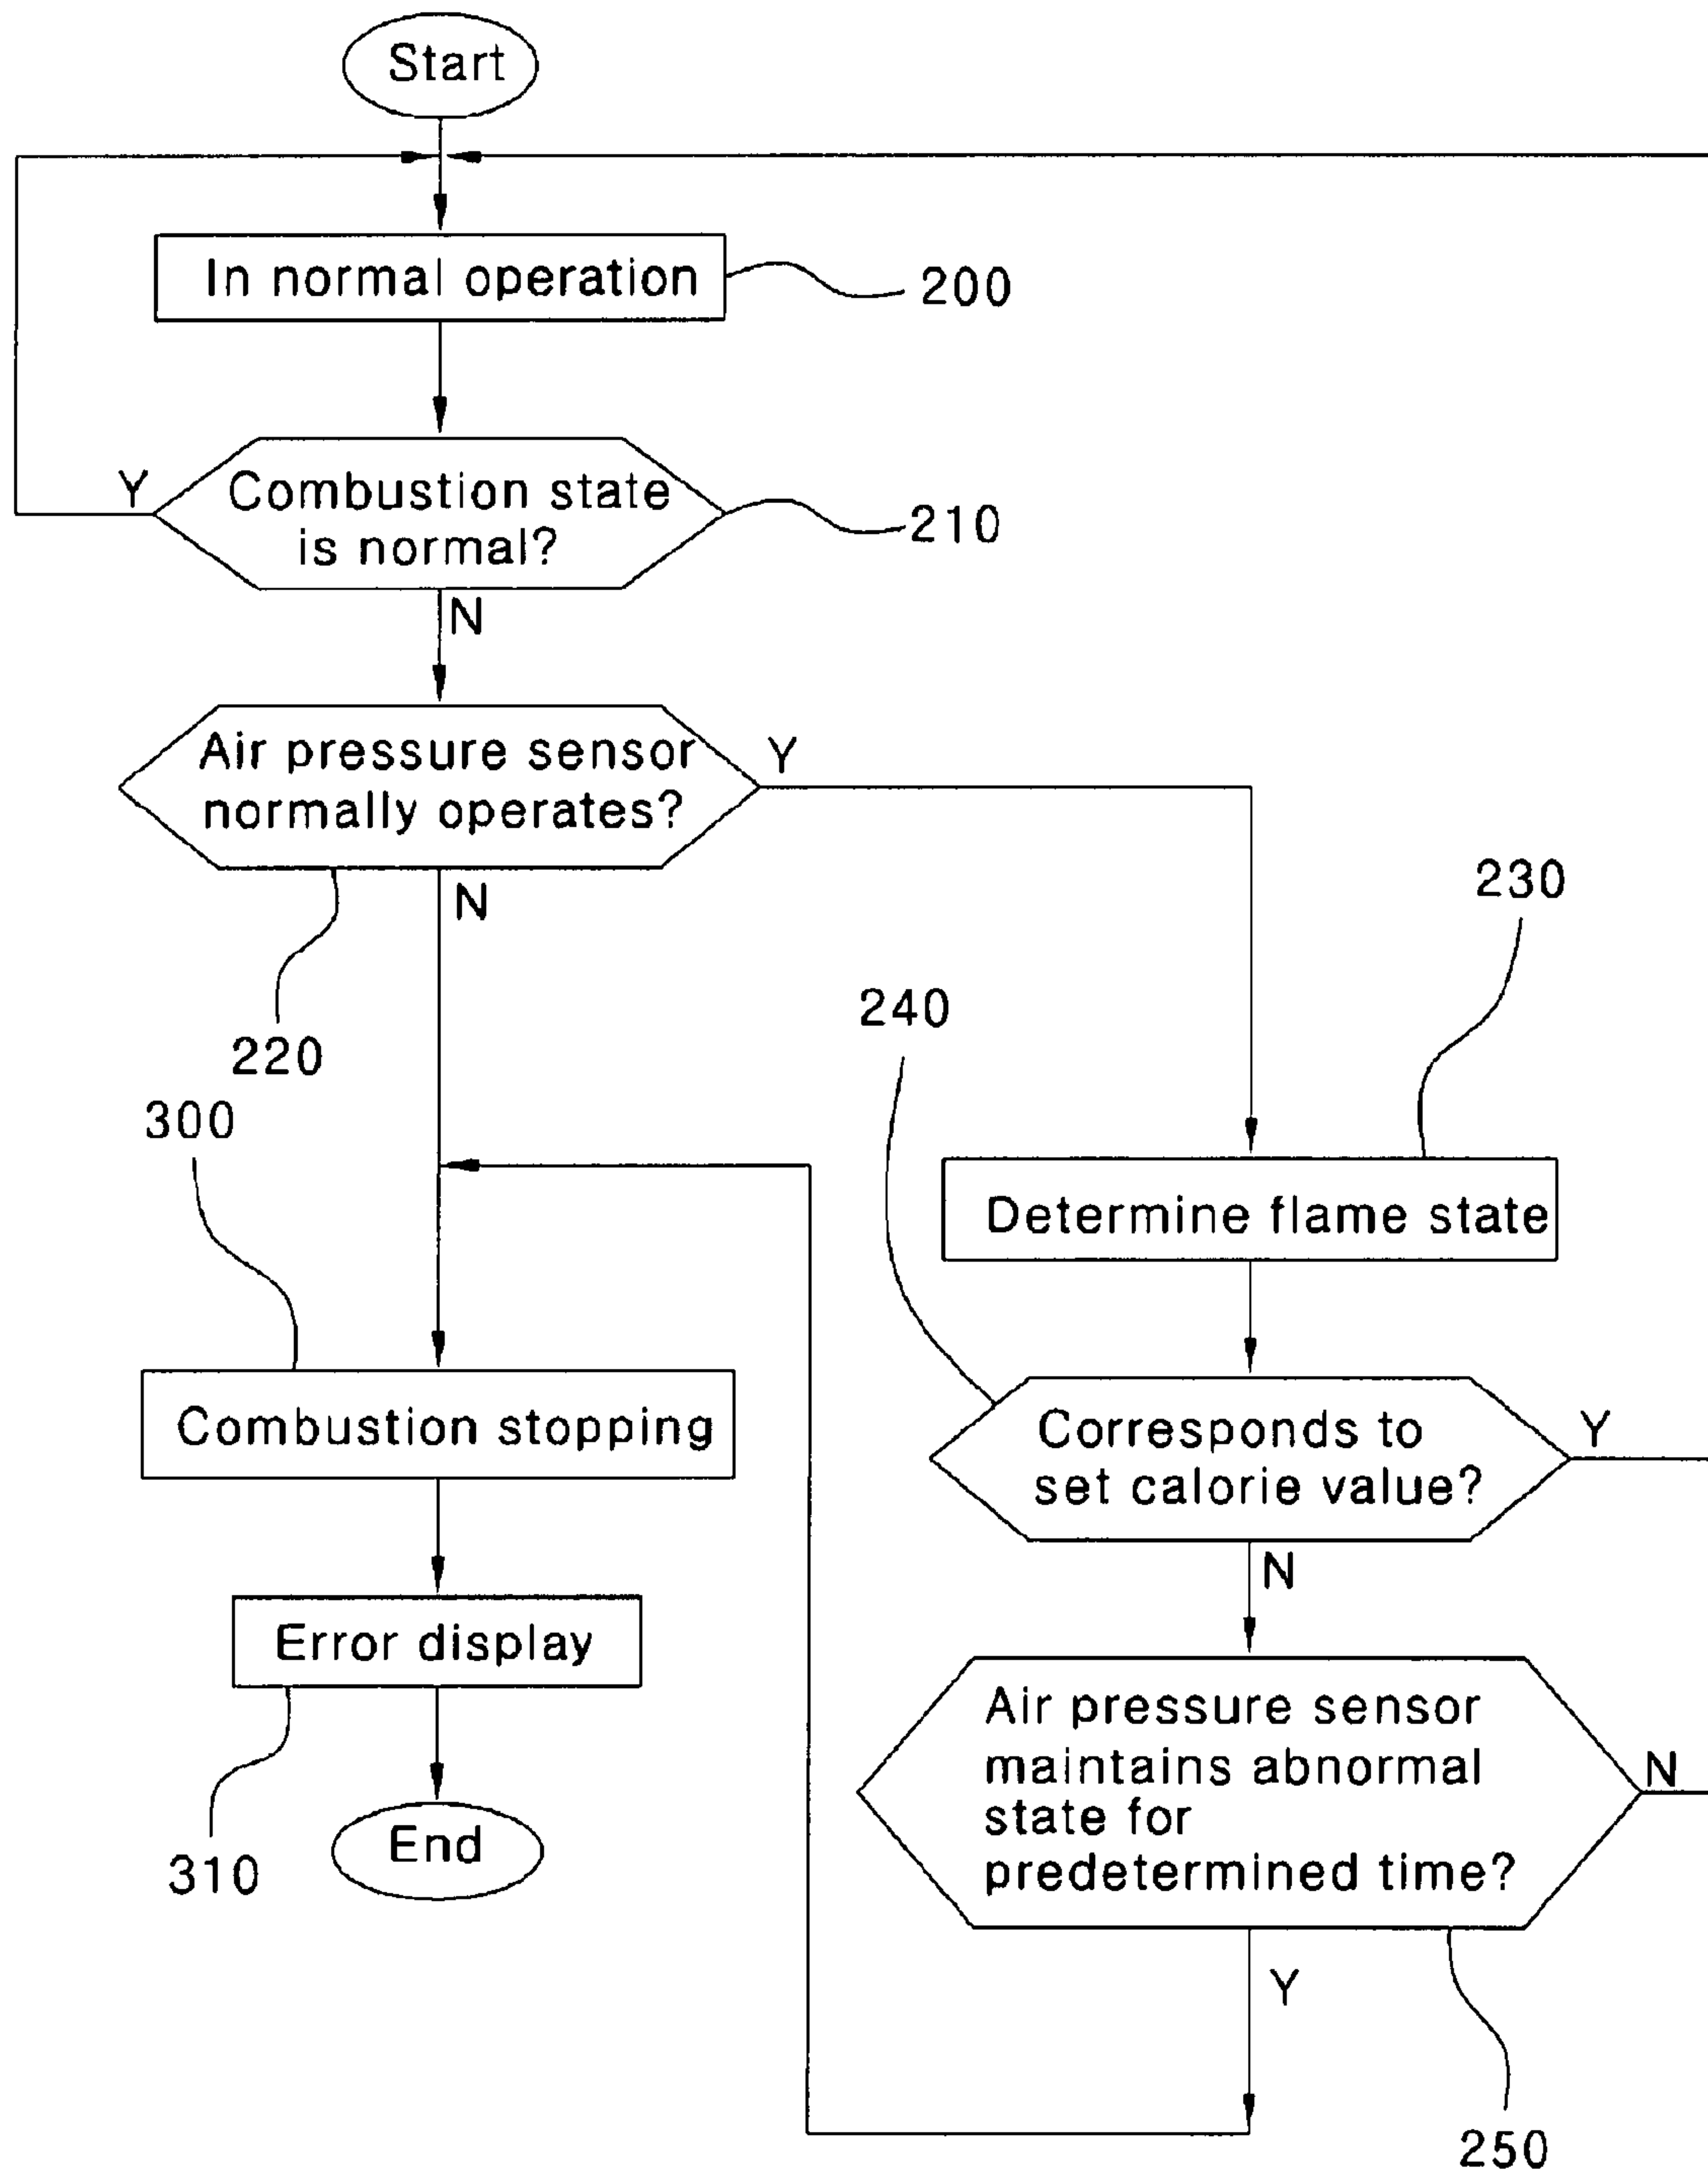 Start
In normal operation
200
Y
Combustion state
is normal?
210
N
Air pressure sensor
normally operates?
Y
N
220
230
240
300
Determine flame state
Combustion stopping
Corresponds to
set calorie value?
Y
N
Error display
310
End
Air pressure sensor
maintains abnormal
state for
predetermined time?
N
Y
250